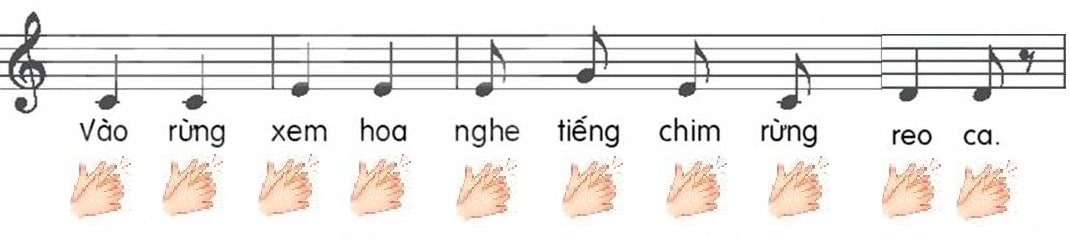 Vào rừng xem hoa nghe tiếng chim rừng reo ca.